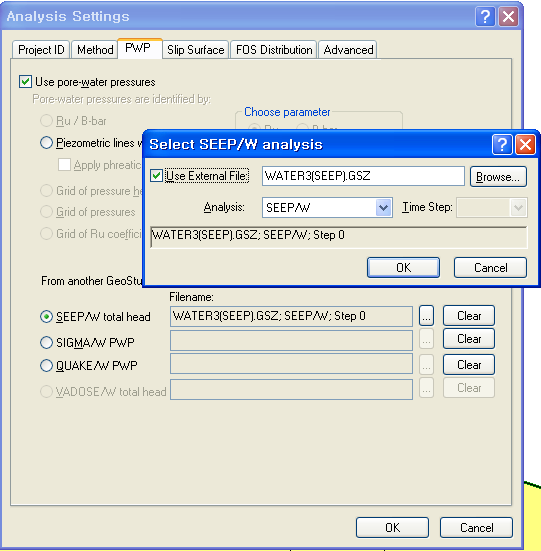 Analysis Settings
Project ID Method PWP Slip Surface FOS Distribution Advanced
Use pore-water pressures
Pore-water pressures are identified by:
Choose parameter
Ru / B-bar
Piezometric lines
Apply phreatic
Grid of pressure
Grid of pressures
Grid of Ru
Select SEEP/W analysis
Use External File: WATER3(SEEP).GSZ Browse...
Analysis: SEEP/W Time Step:
WATER3(SEEP).GSZ; SEEP/W; Step 0
OK Cancel
From another
Filename:
SEEP/W total head WATER3(SEEP).GSZ; SEEP/W; Step 0 ... Clear
SIGMA/W PWP ... Clear
QUAKE/W PWP ... Clear
VADOSE/W total head ... Clear
OK Cancel